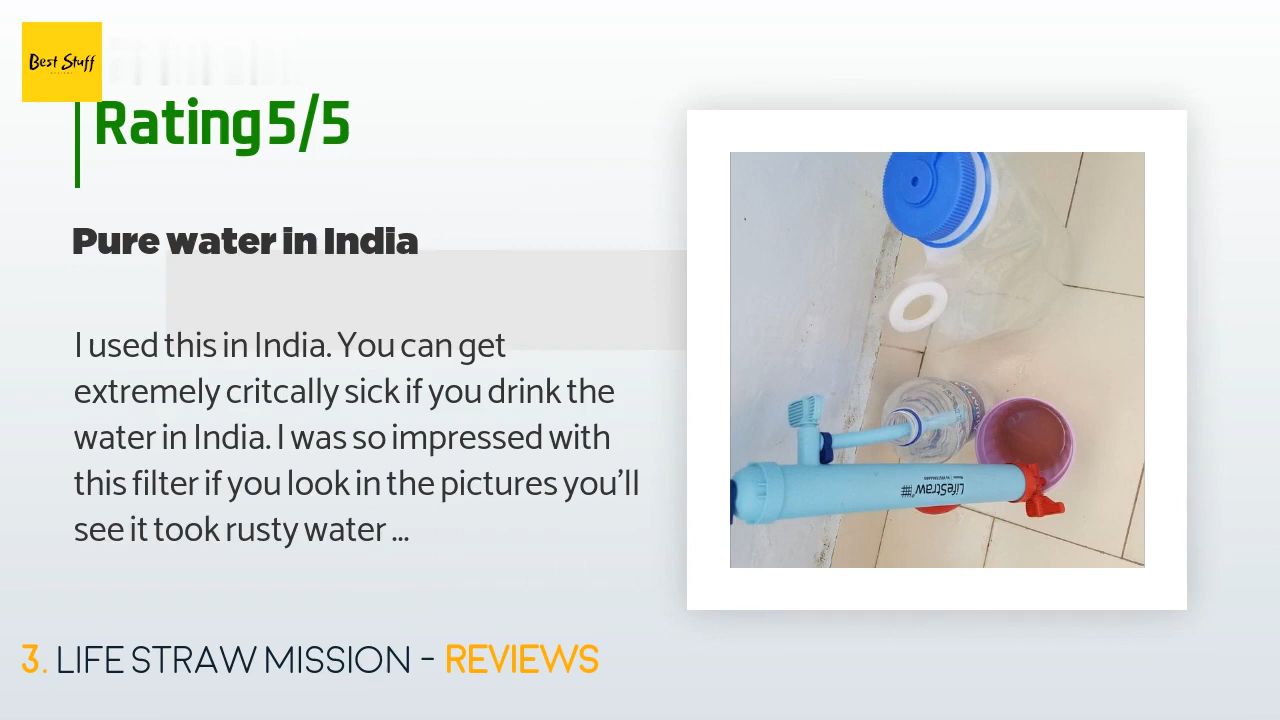 Best Stuff
Rating 5/5
Pure water in India
I used this in India. You can get
extremely critcally sick if you drink the
water in India. I was so impressed with
this filter if you look in the pictures you'll
see it took rusty water ...
LifeStraw
3. LIFE STRAW MISSION - REVIEWS